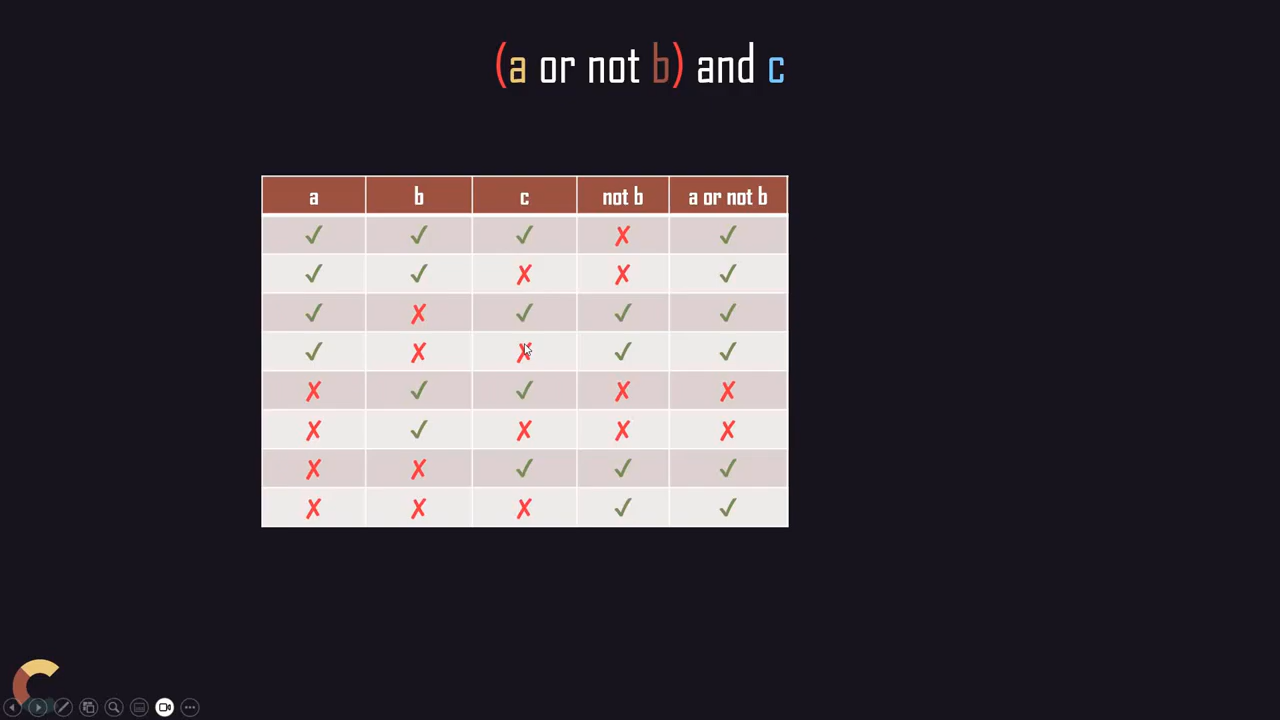 (a or not b) and c
a b c not b a or not b
✓ ✓ ✓ ✗ ✓
✓ ✓ ✗ ✗ ✓
✓ ✗ ✓ ✓ ✓
✓ ✗ ✗ ✓ ✓
✗ ✓ ✓ ✗ ✗
✗ ✓ ✗ ✗ ✗
✗ ✗ ✓ ✓ ✓
✗ ✗ ✗ ✓ ✓